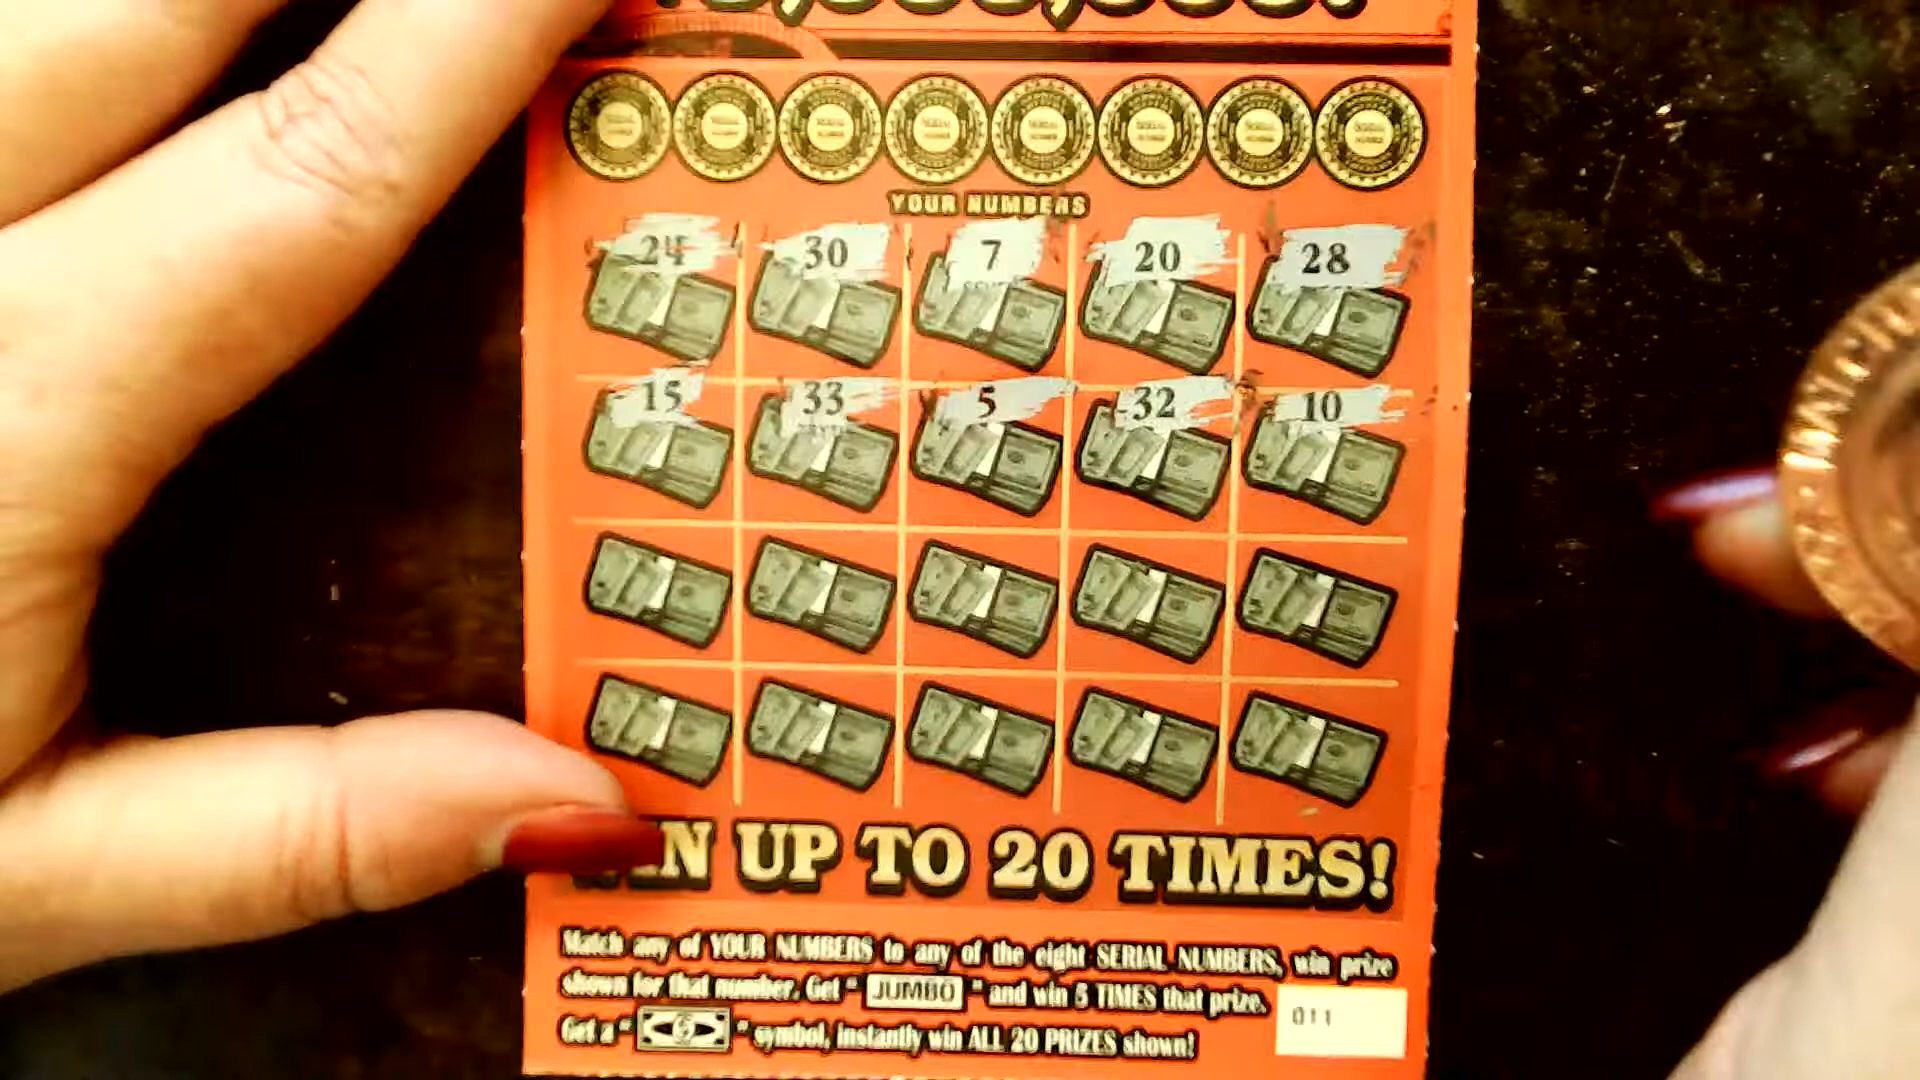 YOUR NUMBERS
24 30 7 20 28
15 33 5 32 10
UP TO 20 TIMES!
Match any of YOUR NUMBERS to any of the eight SERIAL NUMBERS, win prize
shown for that number. Get " JUMBO " and win 5 TIMES that prize.
011
Get a " " symbol, instantly win ALL 20 PRIZES shown!